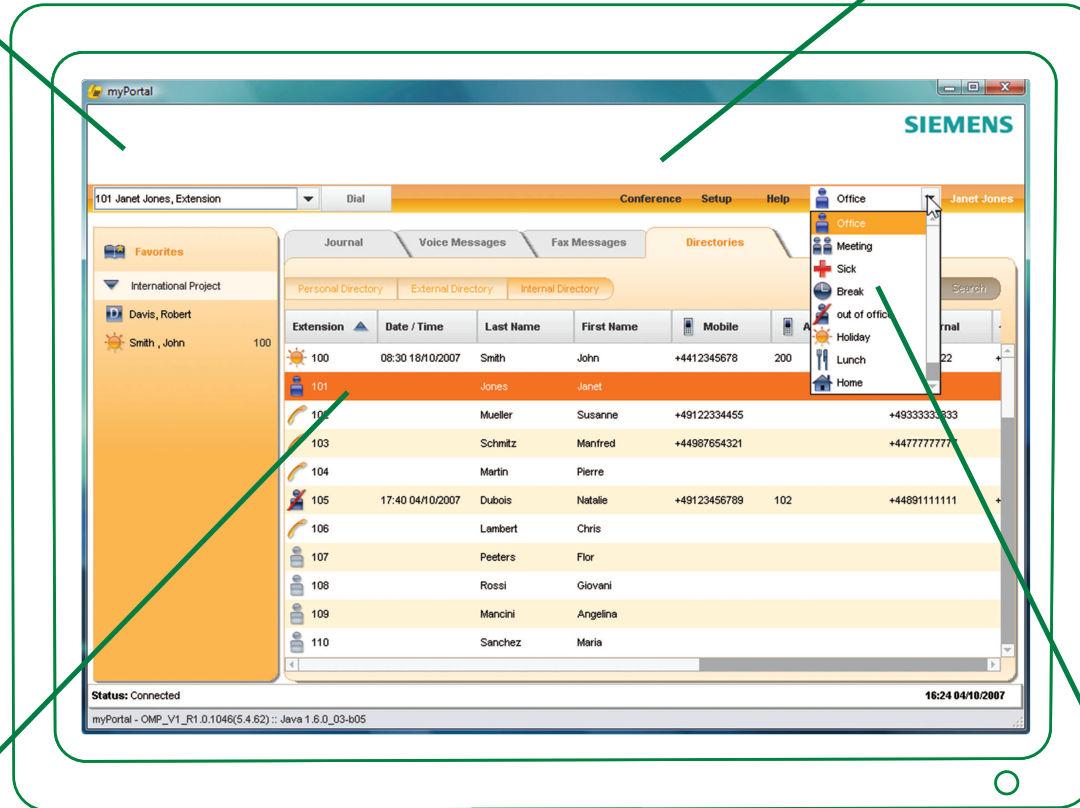 myPortal
SIEMENS
101 Janet Jones, Extension Dial Conference Setup Help Office Janet Jones
Office
Meeting
Sick
Break
out of office
Holiday
Lunch
Home
Favorites
International Project
Davis, Robert
Smith , John 100
Journal Voice Messages Fax Messages Directories
Personal Directory External Directory Internal Directory Search
Extension Date / Time Last Name First Name Mobile
100 08:30 18/10/2007 Smith John +4412345678 200 22 +
101 Jones Janet
102 Mueller Susanne +49122334455
103 Schmitz Manfred +44987654321
104 Martin Pierre
105 17:40 04/10/2007 Dubois Natalie +49123456789 102 +44891111111 +
106 Lambert Chris
107 Peeters Flor
108 Rossi Giovani
109 Mancini Angelina
110 Sanchez Maria
Status: Connected 16:24 04/10/2007
myPortal - OMP_V1_R1.0.1046(5.4.62) :: Java 1.6.0_03-b05